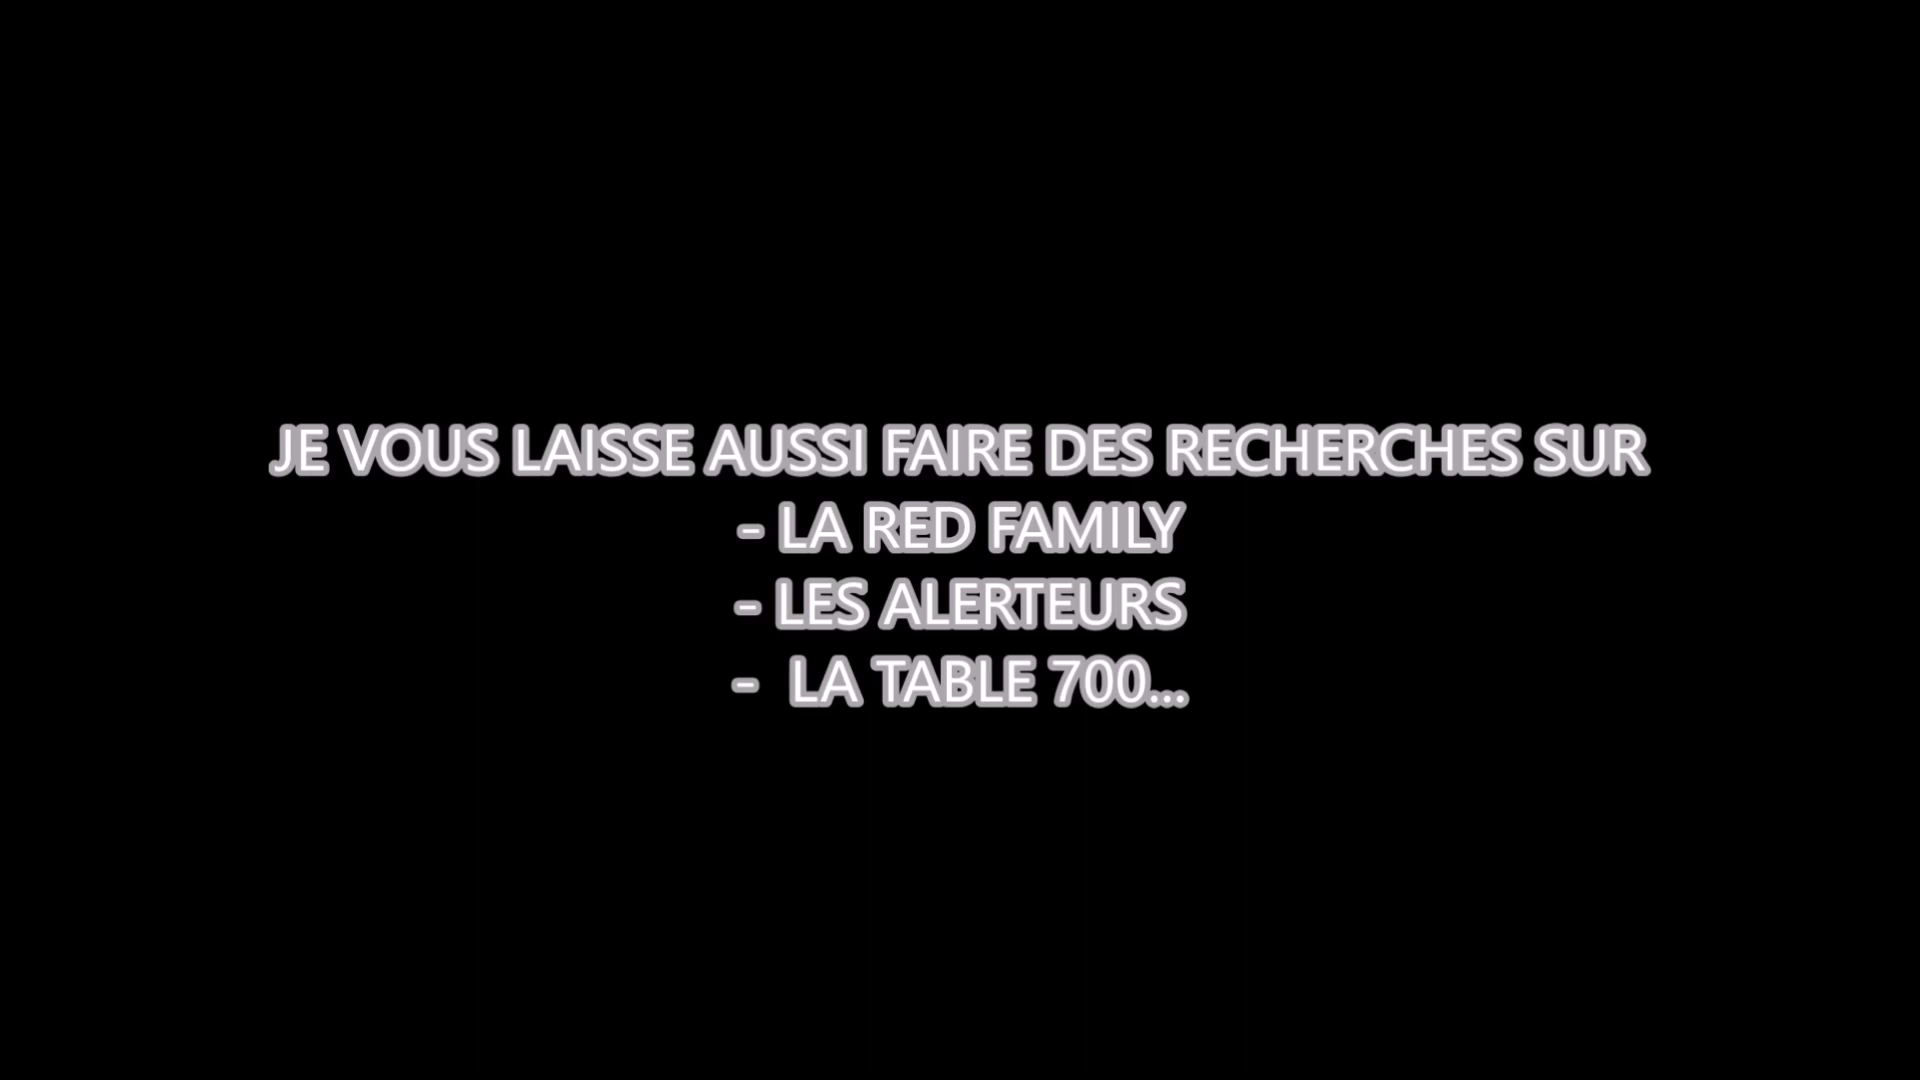 JE VOUS LAISSE AUSSI FAIRE DES RECHERCHES SUR
- LA RED FAMILY
- LES ALERTEURS
- LA TABLE 700...